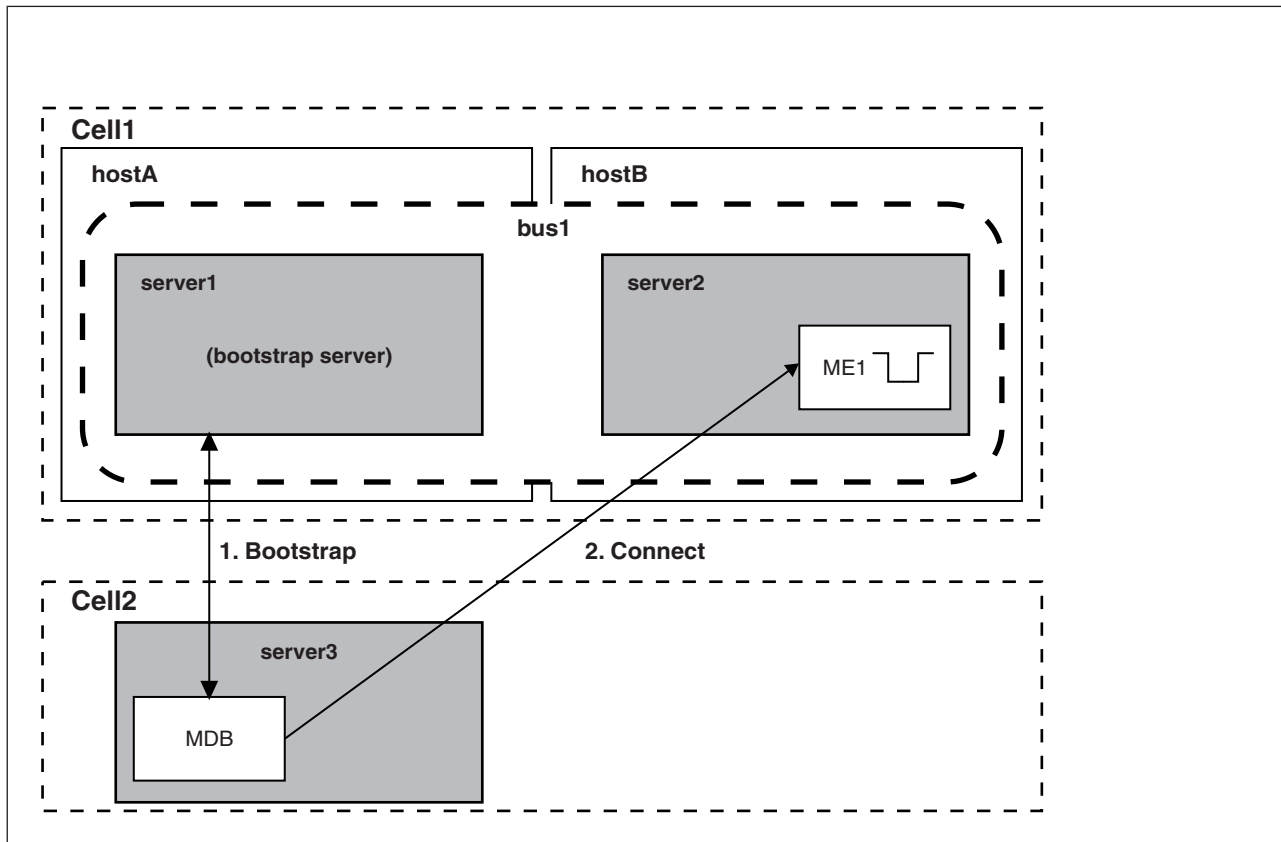 Cell1
hostA
hostB
bus1
server1
server2
(bootstrap server)
ME1
1. Bootstrap
2. Connect
Cell2
server3
MDB